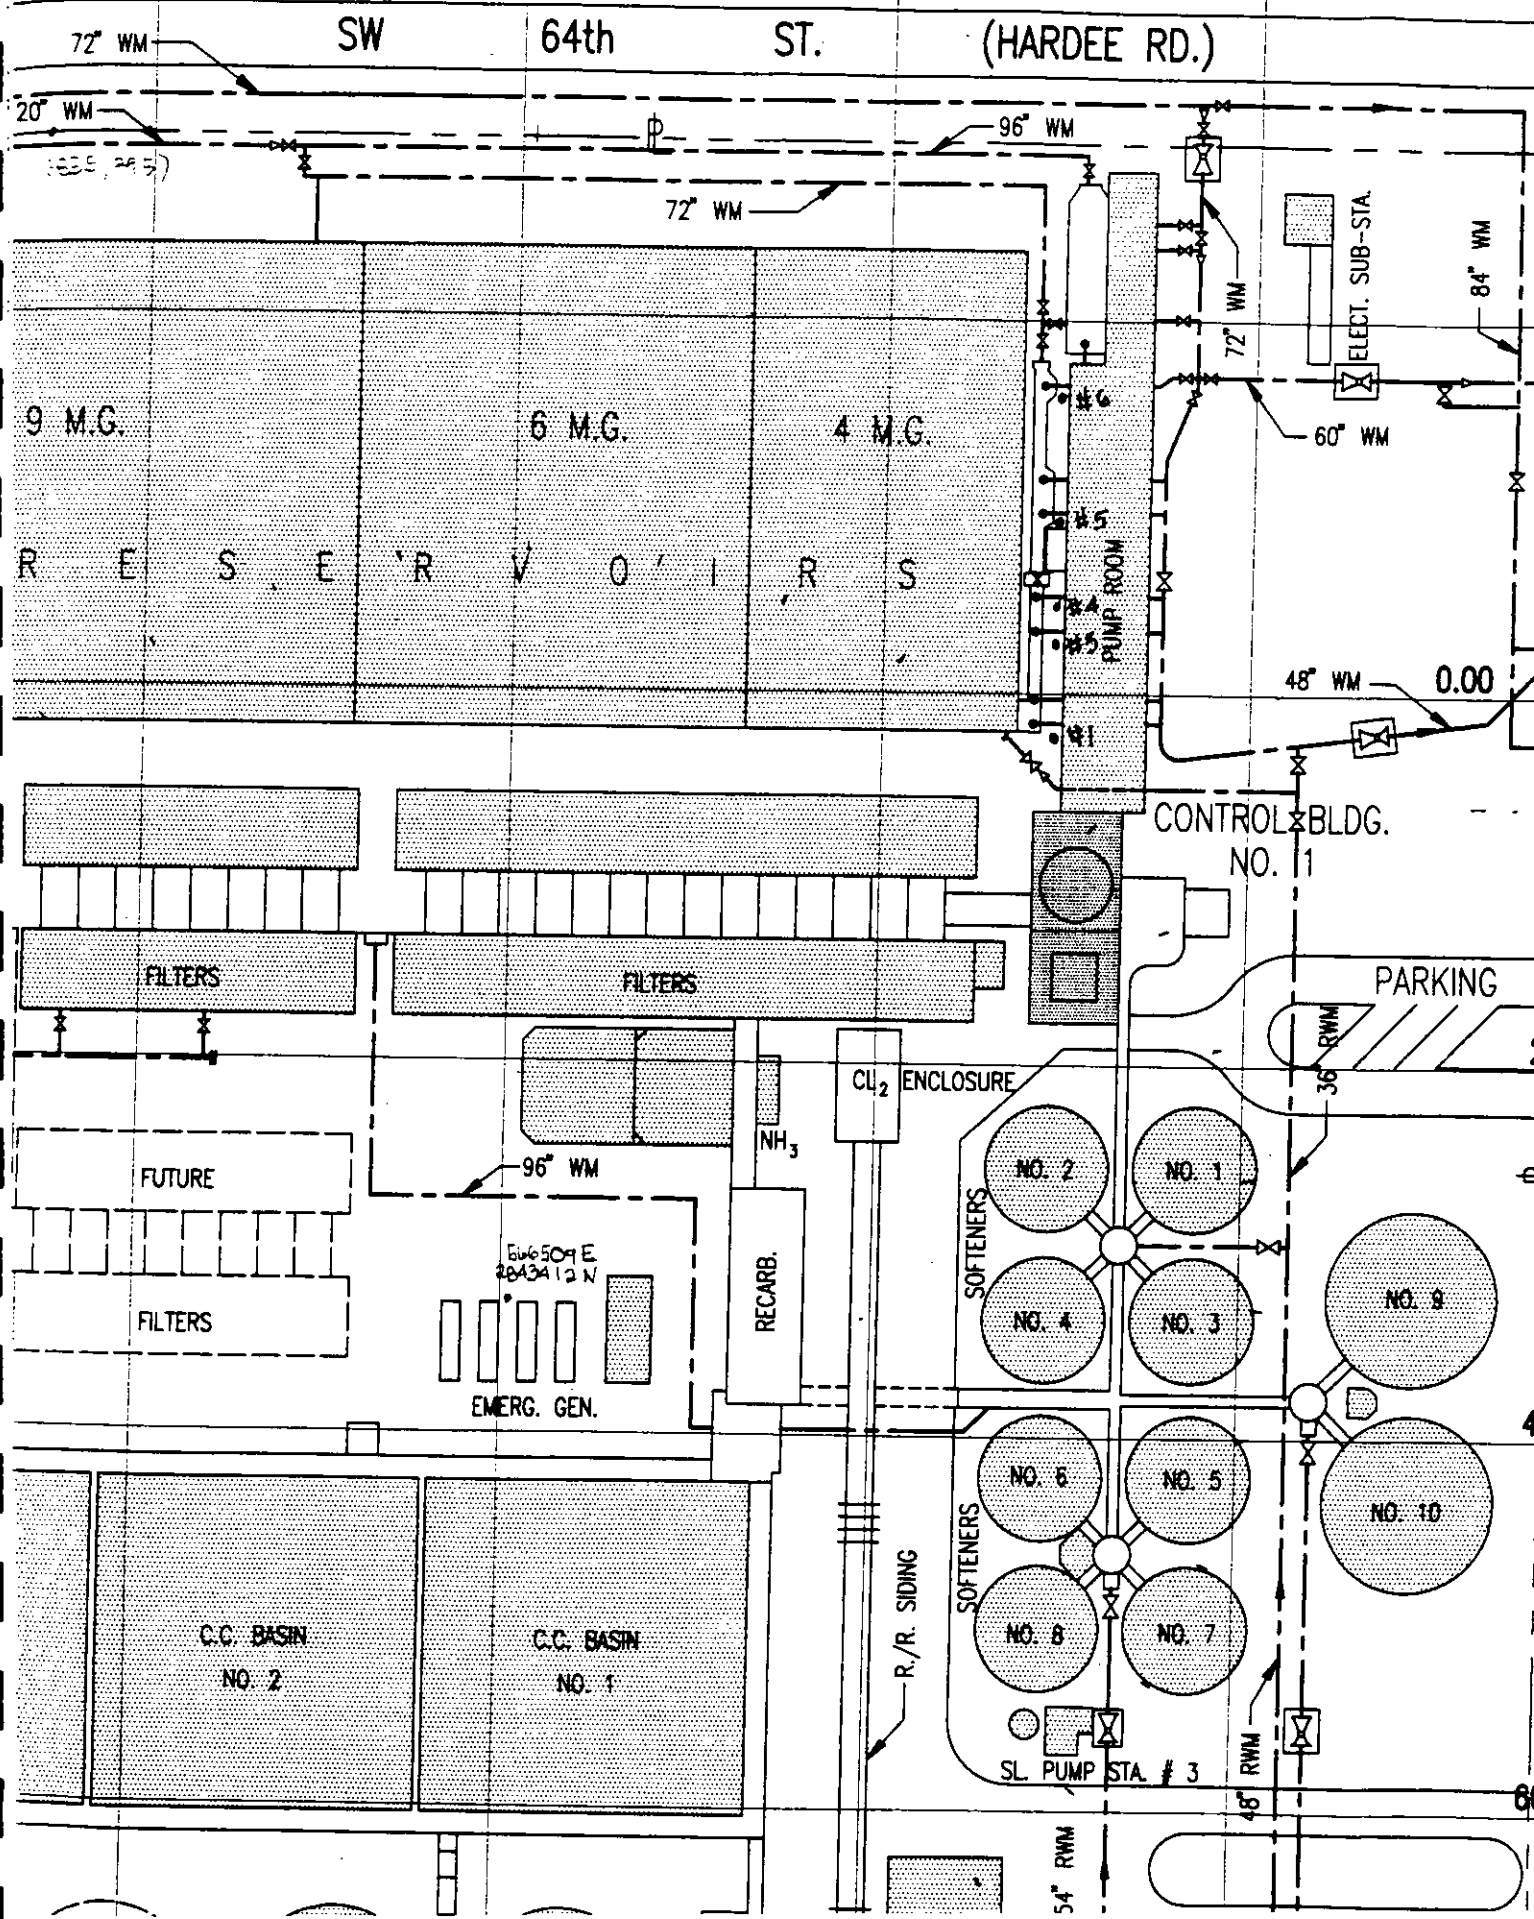 SW 64th ST. (HARDEE RD.)
72" WM
20" WM
96" WM
72" WM
72" WM
ELECT. SUB-STA.
84" WM
60" WM
9 M.G.
6 M.G.
4 M.G.
RESERVOIRS
#6
#5
#4
#5
#1
PUMP ROOM
48" WM
0.00
CONTROL BLDG.
NO. 1
FILTERS
FILTERS
PARKING
36" RWM
CL2 ENCLOSURE
NH3
FUTURE
FILTERS
96" WM
566509 E
2843412 N
EMERG. GEN.
RECARB.
SOFTENERS
NO. 2
NO. 1
NO. 4
NO. 3
NO. 9
NO. 6
NO. 5
NO. 10
SOFTENERS
NO. 8
NO. 7
C.C. BASIN
NO. 2
C.C. BASIN
NO. 1
R./R. SIDING
SL. PUMP STA. # 3
48" RWM
54" RWM